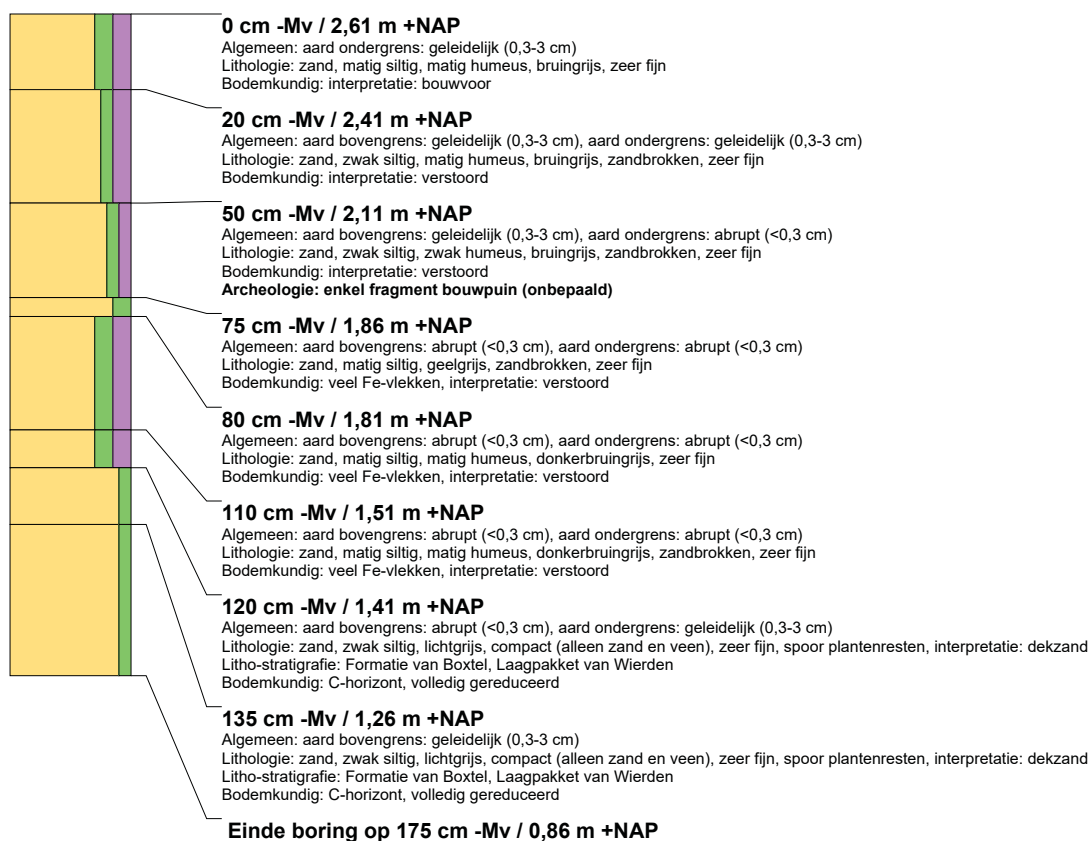 0 cm -Mv / 2,61 m +NAP
Algemeen: aard ondergrens: geleidelijk (0,3-3 cm)
Lithologie: zand, matig siltig, matig humeus, bruingrijs, zeer fijn
Bodemkundig: interpretatie: bouwvoor
20 cm -Mv / 2,41 m +NAP
Algemeen: aard bovengrens: geleidelijk (0,3-3 cm), aard ondergrens: geleidelijk (0,3-3 cm)
Lithologie: zand, zwak siltig, matig humeus, bruingrijs, zandbrokken, zeer fijn
Bodemkundig: interpretatie: verstoord
50 cm -Mv / 2,11 m +NAP
Algemeen: aard bovengrens: geleidelijk (0,3-3 cm), aard ondergrens: abrupt (<0,3 cm)
Lithologie: zand, zwak siltig, zwak humeus, bruingrijs, zandbrokken, zeer fijn
Bodemkundig: interpretatie: verstoord
Archeologie: enkel fragment bouwpuin (onbepaald)
75 cm -Mv / 1,86 m +NAP
Algemeen: aard bovengrens: abrupt (<0,3 cm), aard ondergrens: abrupt (<0,3 cm)
Lithologie: zand, matig siltig, geelgrijs, zandbrokken, zeer fijn
Bodemkundig: veel Fe-vlekken, interpretatie: verstoord
80 cm -Mv / 1,81 m +NAP
Algemeen: aard bovengrens: abrupt (<0,3 cm), aard ondergrens: abrupt (<0,3 cm)
Lithologie: zand, matig siltig, matig humeus, donkerbruingrijs, zeer fijn
Bodemkundig: veel Fe-vlekken, interpretatie: verstoord
110 cm -Mv / 1,51 m +NAP
Algemeen: aard bovengrens: abrupt (<0,3 cm), aard ondergrens: abrupt (<0,3 cm)
Lithologie: zand, matig siltig, matig humeus, donkerbruingrijs, zandbrokken, zeer fijn
Bodemkundig: veel Fe-vlekken, interpretatie: verstoord
120 cm -Mv / 1,41 m +NAP
Algemeen: aard bovengrens: abrupt (<0,3 cm), aard ondergrens: geleidelijk (0,3-3 cm)
Lithologie: zand, zwak siltig, lichtgrijs, compact (alleen zand en veen), zeer fijn, spoor plantenresten, interpretatie: dekzand
Litho-stratigrafie: Formatie van Boxtel, Laagpakket van Wierden
Bodemkundig: C-horizont, volledig gereduceerd
135 cm -Mv / 1,26 m +NAP
Algemeen: aard bovengrens: geleidelijk (0,3-3 cm)
Lithologie: zand, zwak siltig, lichtgrijs, compact (alleen zand en veen), zeer fijn, spoor plantenresten, interpretatie: dekzand
Litho-stratigrafie: Formatie van Boxtel, Laagpakket van Wierden
Bodemkundig: C-horizont, volledig gereduceerd
Einde boring op 175 cm -Mv / 0,86 m +NAP